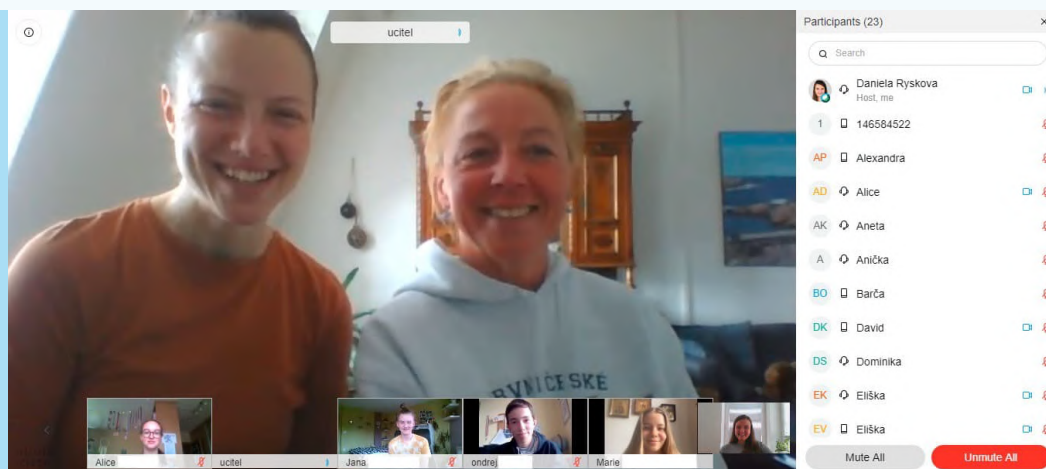 ucitel
Participants (23)
Search
Daniela Ryskova
Host, me
1 146584522
AP Alexandra
AD Alice
AK Aneta
A Anička
BO Barča
DK David
DS Dominika
EK Eliška
EV Eliška
Mute All
Unmute All
ČESKÉ
Alice
ucitel
Jana
ondrej
Marie